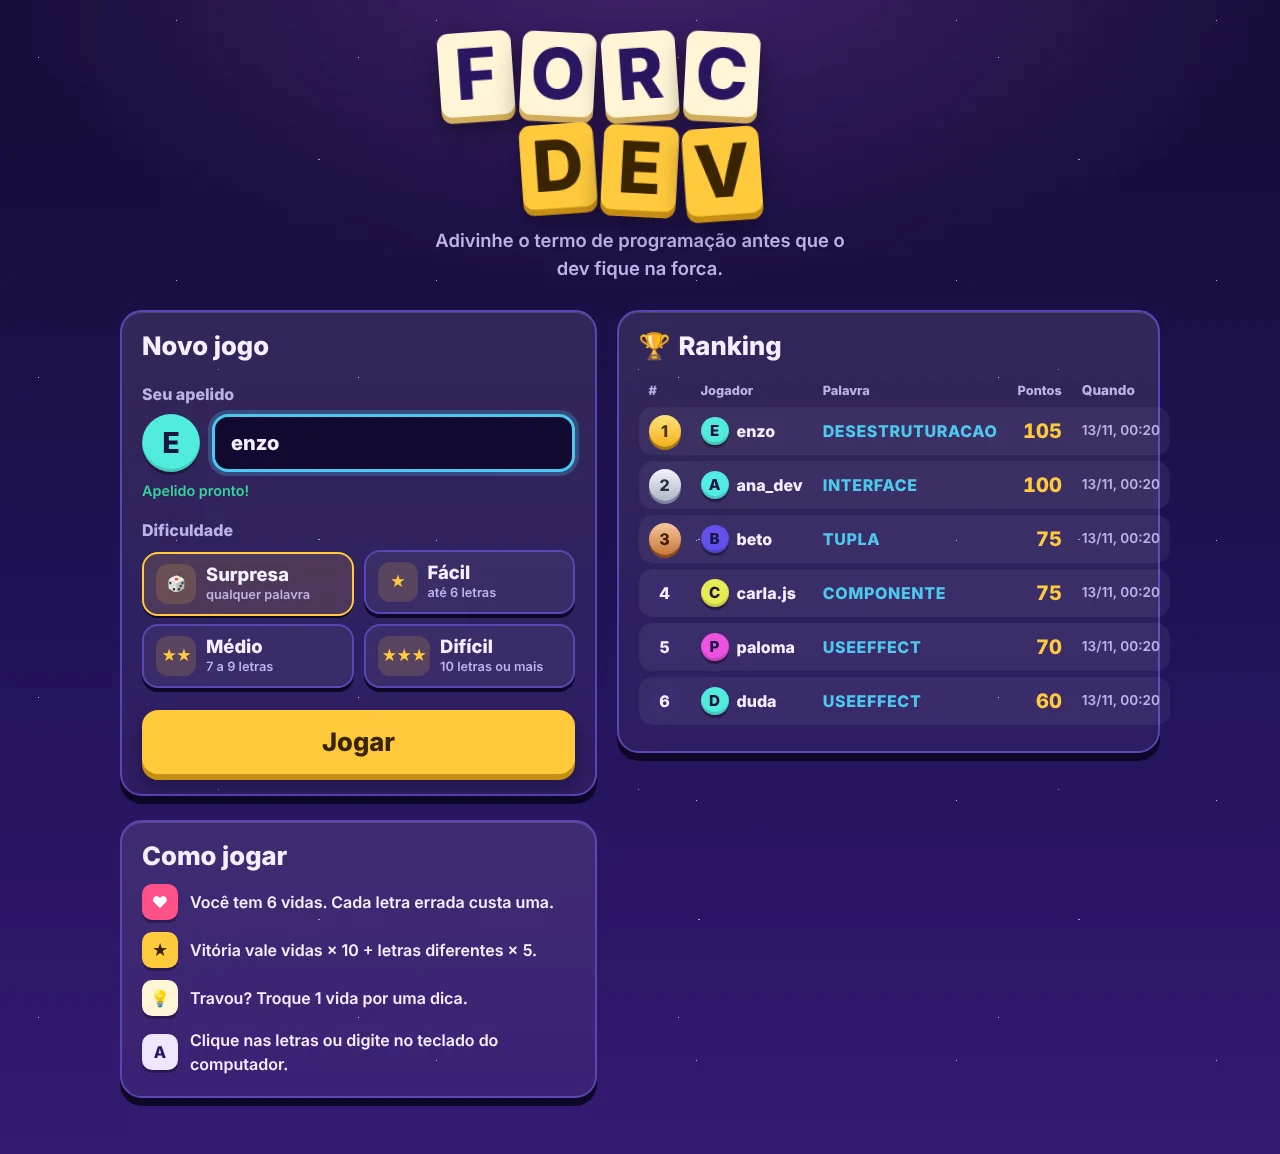 FORC
DEV
Adivinhe o termo de programação antes que o
dev fique na forca.
Novo jogo
Seu apelido
E
enzo
Apelido pronto!
Dificuldade
Surpresa
qualquer palavra
★
Fácil
até 6 letras
★★
Médio
7 a 9 letras
★★★
Difícil
10 letras ou mais
Jogar
Como jogar
Você tem 6 vidas. Cada letra errada custa uma.
★ Vitória vale vidas × 10 + letras diferentes × 5.
Travou? Troque 1 vida por uma dica.
A
Clique nas letras ou digite no teclado do
computador.
🏆 Ranking
# Jogador Palavra Pontos Quando
1 E enzo DESESTRUTURACAO 105 13/11, 00:20
2 A ana_dev INTERFACE 100 13/11, 00:20
3 B beto TUPLA 75 13/11, 00:20
4 C carla.js COMPONENTE 75 13/11, 00:20
5 P paloma USEEFFECT 70 13/11, 00:20
6 D duda USEEFFECT 60 13/11, 00:20